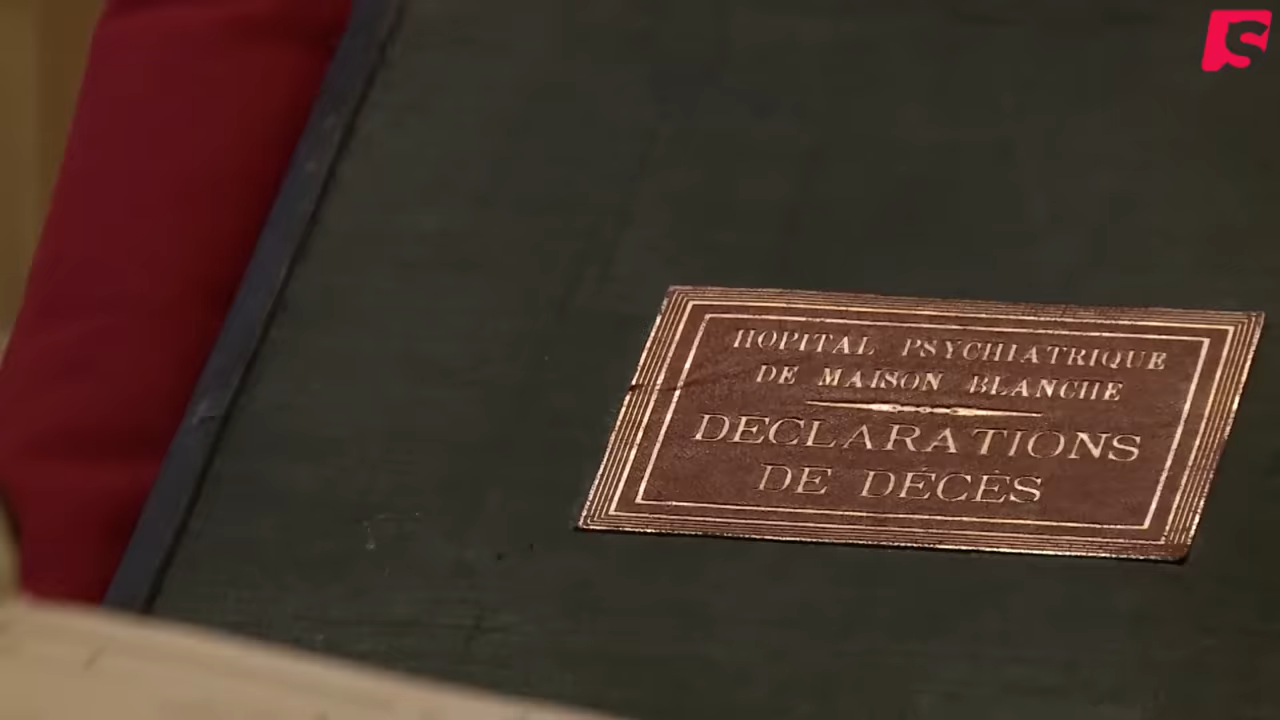 HOPITAL PSYCHIATRIQUE
DE MAISON BLANCHE
DECLARATIONS
DE DÉCÈS